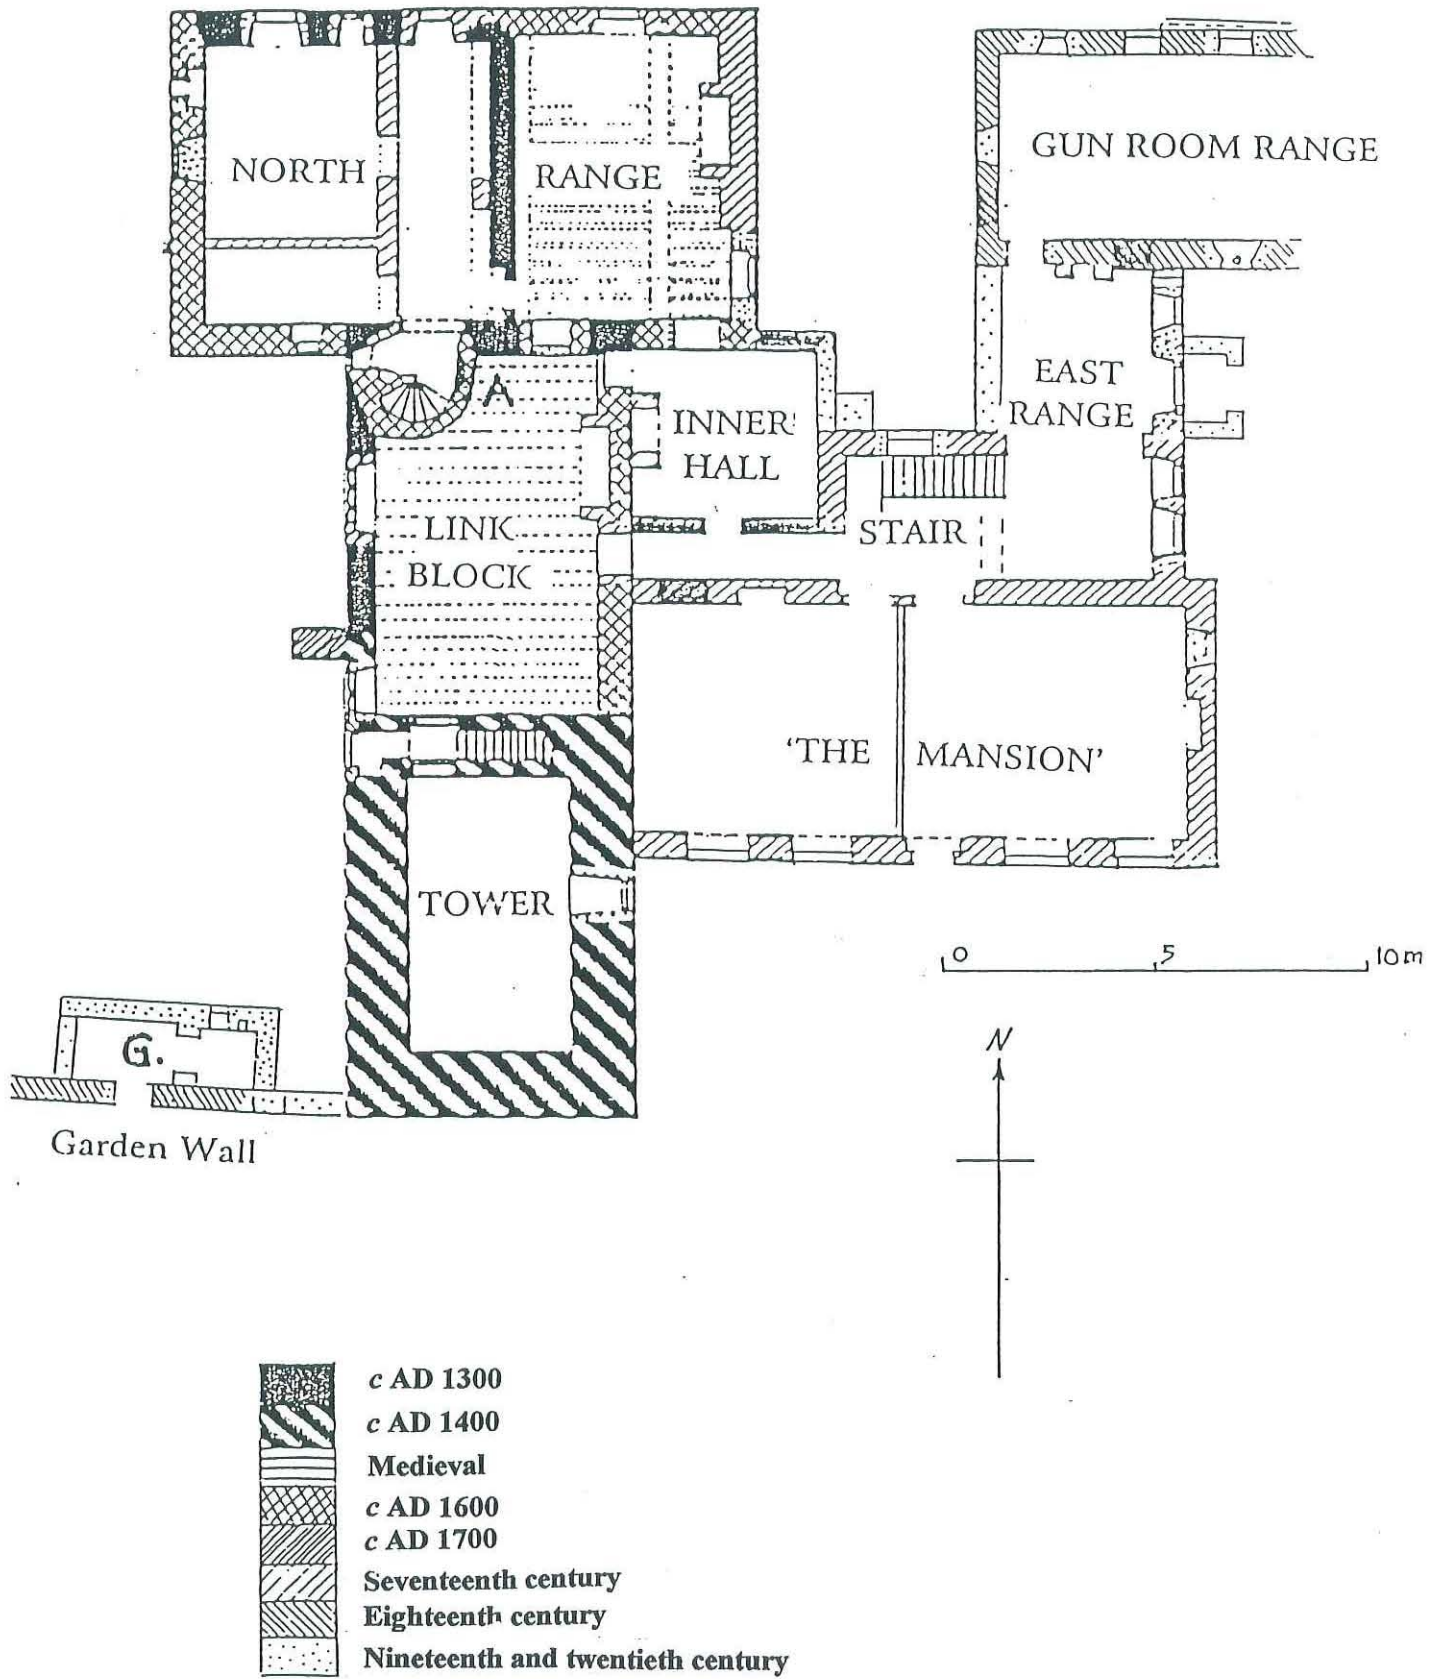 NORTH
RANGE
GUN ROOM RANGE
EAST
RANGE
A
INNER
HALL
LINK
BLOCK
STAIR
'THE MANSION'
TOWER
0 5 10m
G.
Garden Wall
N
c AD 1300
c AD 1400
Medieval
c AD 1600
c AD 1700
Seventeenth century
Eighteenth century
Nineteenth and twentieth century